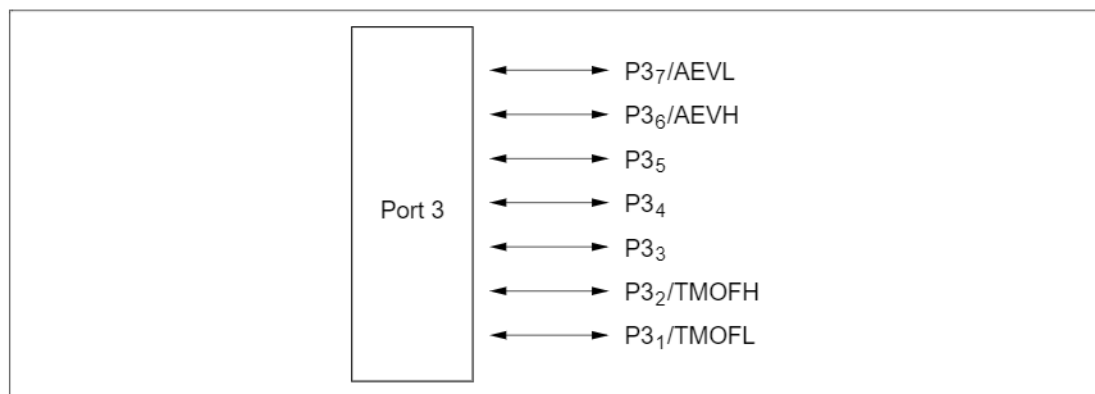 P3₇/AEVL
P3₆/AEVH
P3₅
Port 3
P3₄
P3₃
P3₂/TMOFH
P3₁/TMOFL